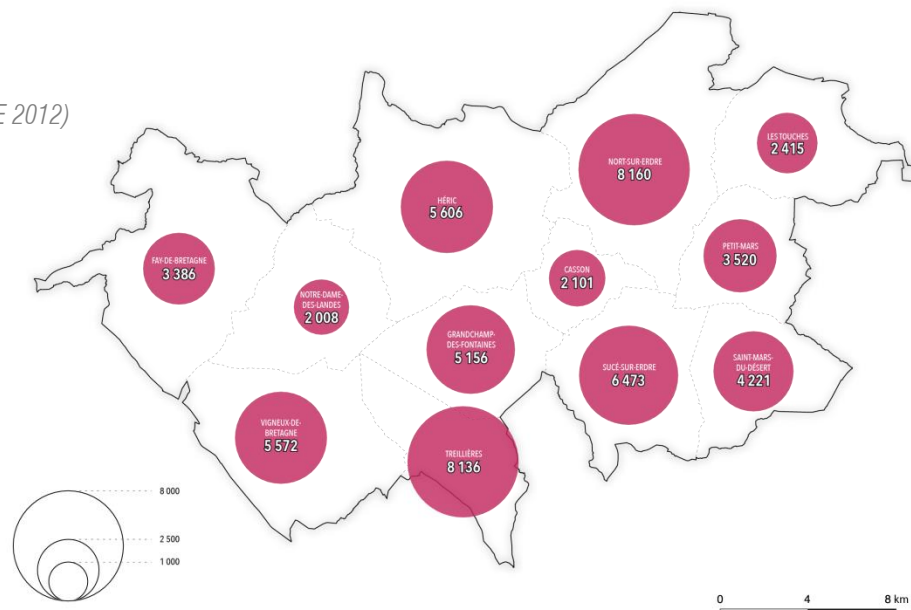 E 2012)
LES TOUCHES
2 415
NORT-SUR-ERDRE
8 160
HÉRIC
5 606
PETIT-MARS
3 520
FAY-DE-BRETAGNE
3 386
CASSON
2 101
NOTRE-DAME-
DES-LANDES
2 008
GRANDCHAMP-
DES-FONTAINES
5 156
SUCÉ-SUR-ERDRE
6 473
SAINT-MARS-
DU-DÉSERT
4 221
VIGNEUX-DE-
BRETAGNE
5 572
TREILLIÈRES
8 136
8 000
2 500
1 000
0 4 8 km